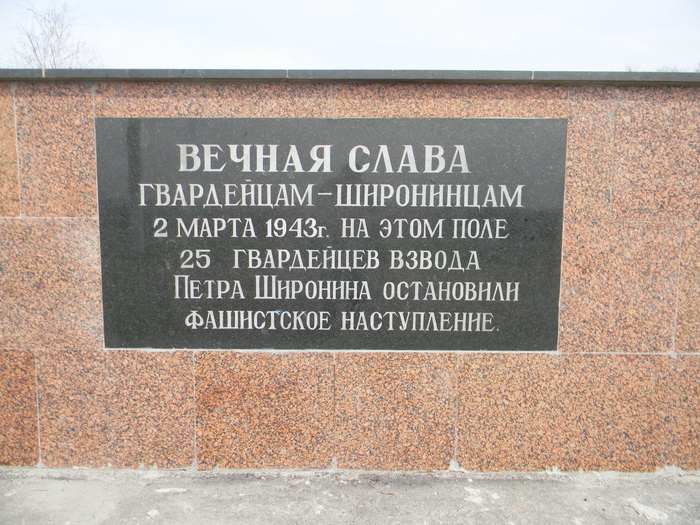 ВЕЧНАЯ СЛАВА
ГВАРДЕЙЦАМ – ШИРОНИНЦАМ
2 МАРТА 1943г. НА ЭТОМ ПОЛЕ
25 ГВАРДЕЙЦЕВ ВЗВОДА
ПЕТРА ШИРОНИНА ОСТАНОВИЛИ
ФАШИСТСКОЕ НАСТУПЛЕНИЕ.